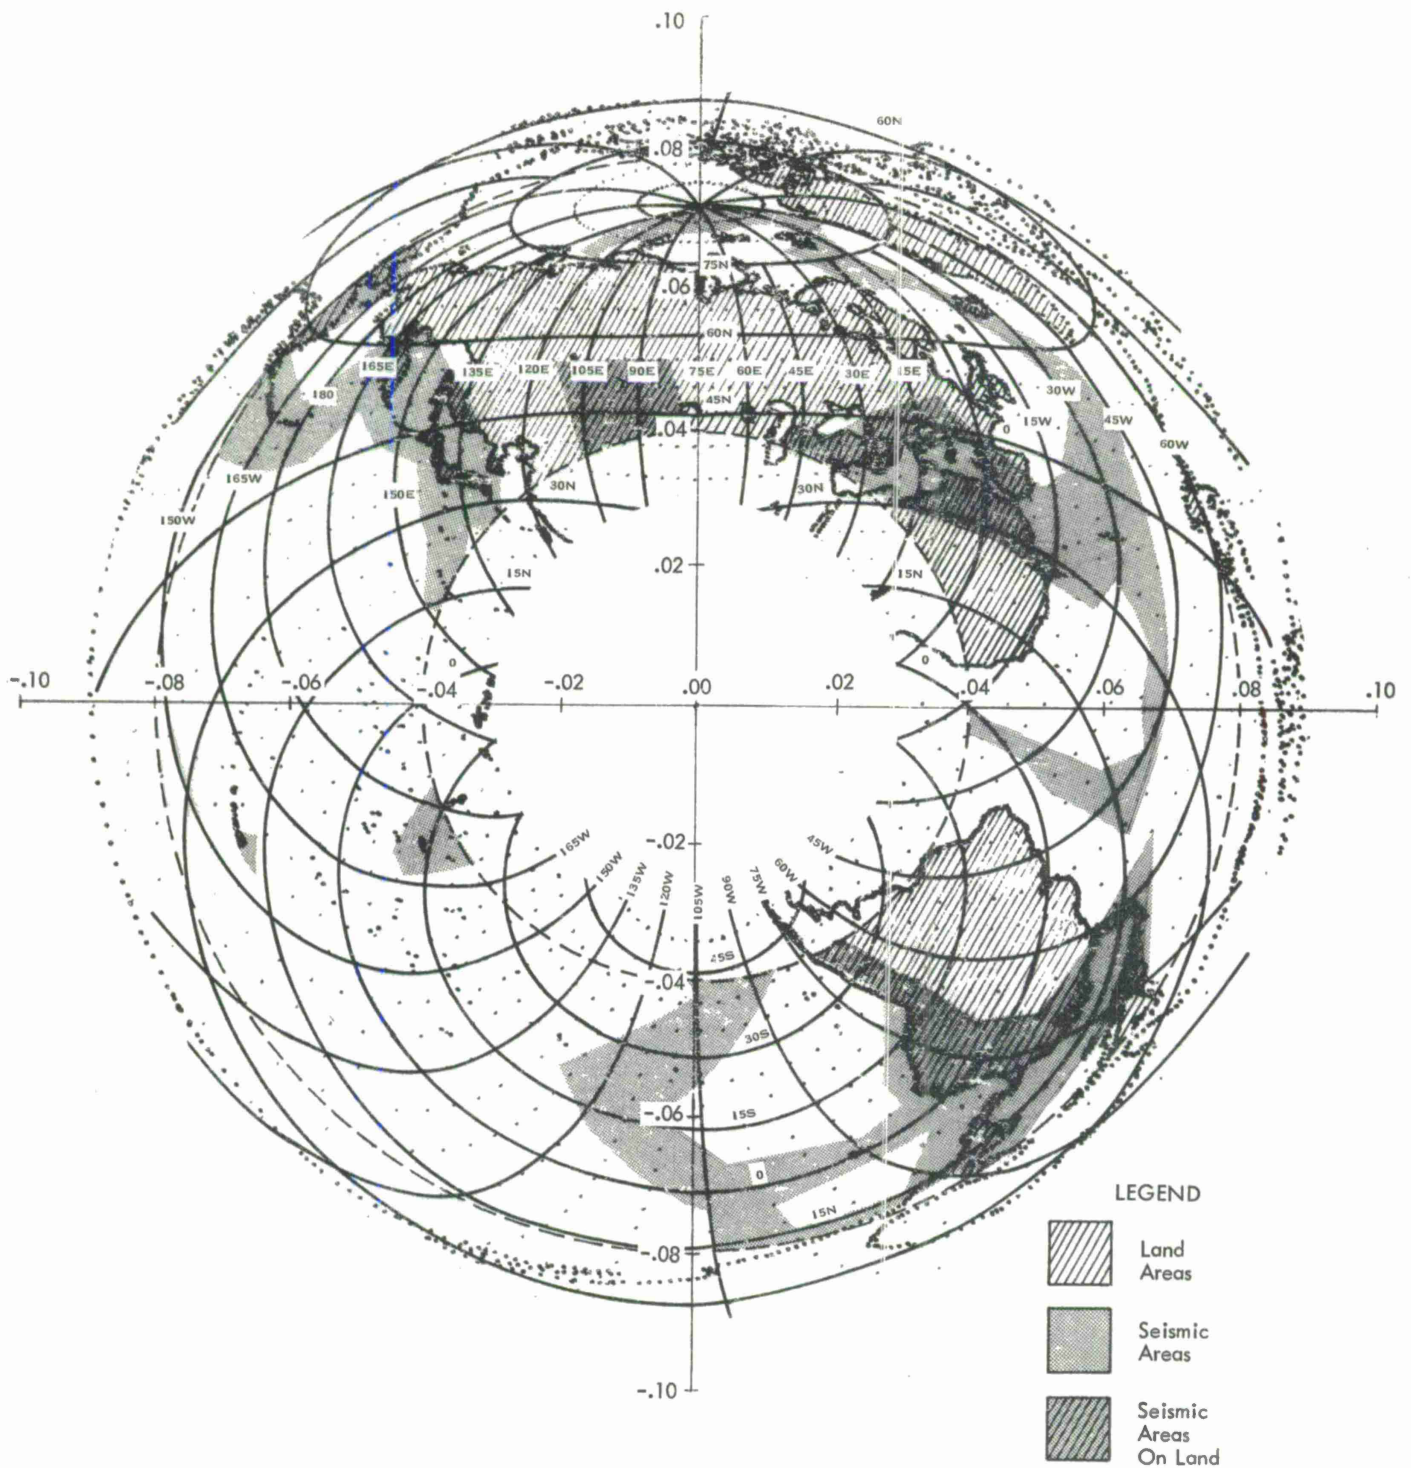 .10
60N
.08
75N
.06
60N
165E
135E
120E
105E
90E
75E
60E
45E
30E
15E
180
30W
45N
15W
45W
.04
0
60W
165W
150E
30N
30N
150W
.02
15N
15N
0
0
-.10
-.08
-.06
-.04
-.02
.00
.02
.04
.06
.08
.10
-.02
165W
150W
135W
120W
105W
90W
75W
60W
45W
-.04
30S
-.06
15S
0
15N
-.08
-.10
LEGEND
Land
Areas
Seismic
Areas
Seismic
Areas
On Land